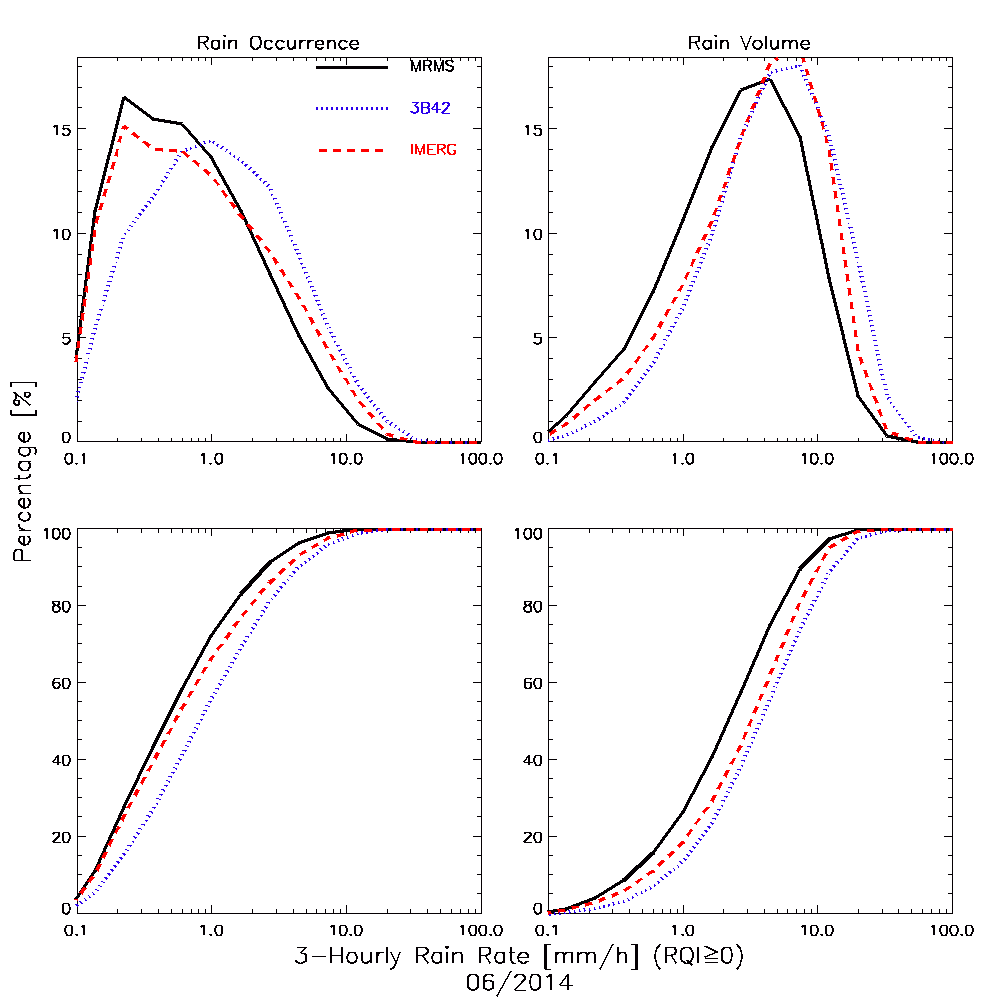 Rain Occurrence
Rain Volume
MRMS
3B42
IMERG
15
10
5
0
0.1 1.0 10.0 100.0
15
10
5
0
0.1 1.0 10.0 100.0
Percentage [%]
100
80
60
40
20
0
0.1 1.0 10.0 100.0
100
80
60
40
20
0
0.1 1.0 10.0 100.0
3-Hourly Rain Rate [mm/h] (RQI≧0)
06/2014